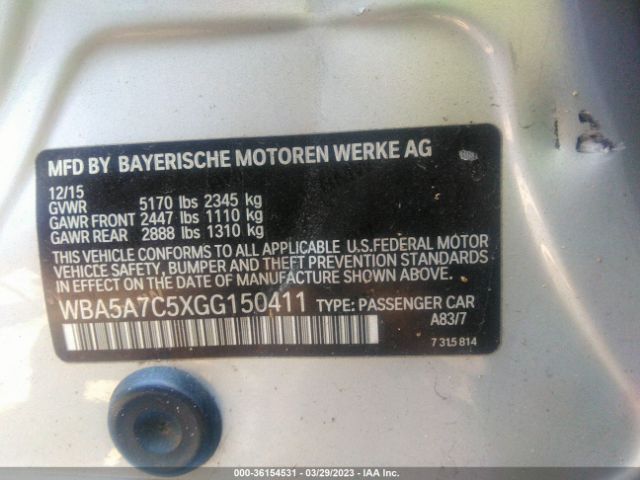 MFD BY BAYERISCHE MOTOREN WERKE AG
12/15
GVWR 5170 lbs 2345 kg
GAWR FRONT 2447 lbs 1110 kg
GAWR REAR 2888 lbs 1310 kg
THIS VEHICLE CONFORMS TO ALL APPLICABLE U.S.FEDERAL MOTOR
VEHICLE SAFETY, BUMPER AND THEFT PREVENTION STANDARDS IN
EFFECT ON THE DATE OF MANUFACTURE SHOWN ABOVE.
WBA5A7C5XGG150411 TYPE: PASSENGER CAR
A83/7
7 315 814
000-36154531 — 03/29/2023 — IAA Inc.